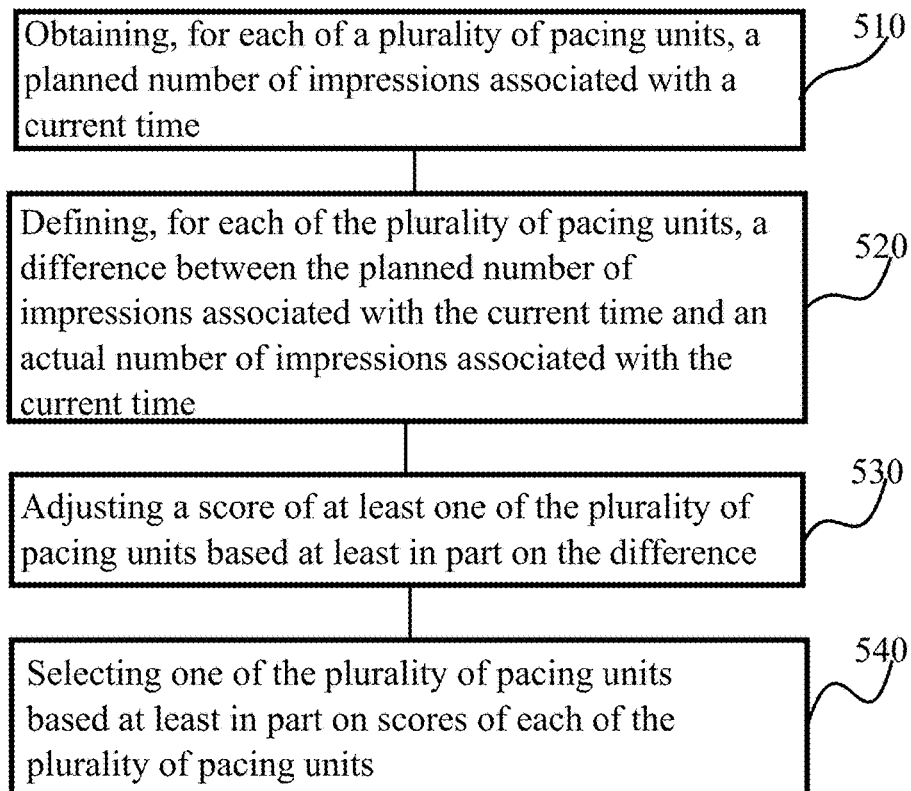 510
Obtaining, for each of a plurality of pacing units, a
planned number of impressions associated with a
current time
520
Defining, for each of the plurality of pacing units, a
difference between the planned number of
impressions associated with the current time and an
actual number of impressions associated with the
current time
530
Adjusting a score of at least one of the plurality of
pacing units based at least in part on the difference
540
Selecting one of the plurality of pacing units
based at least in part on scores of each of the
plurality of pacing units